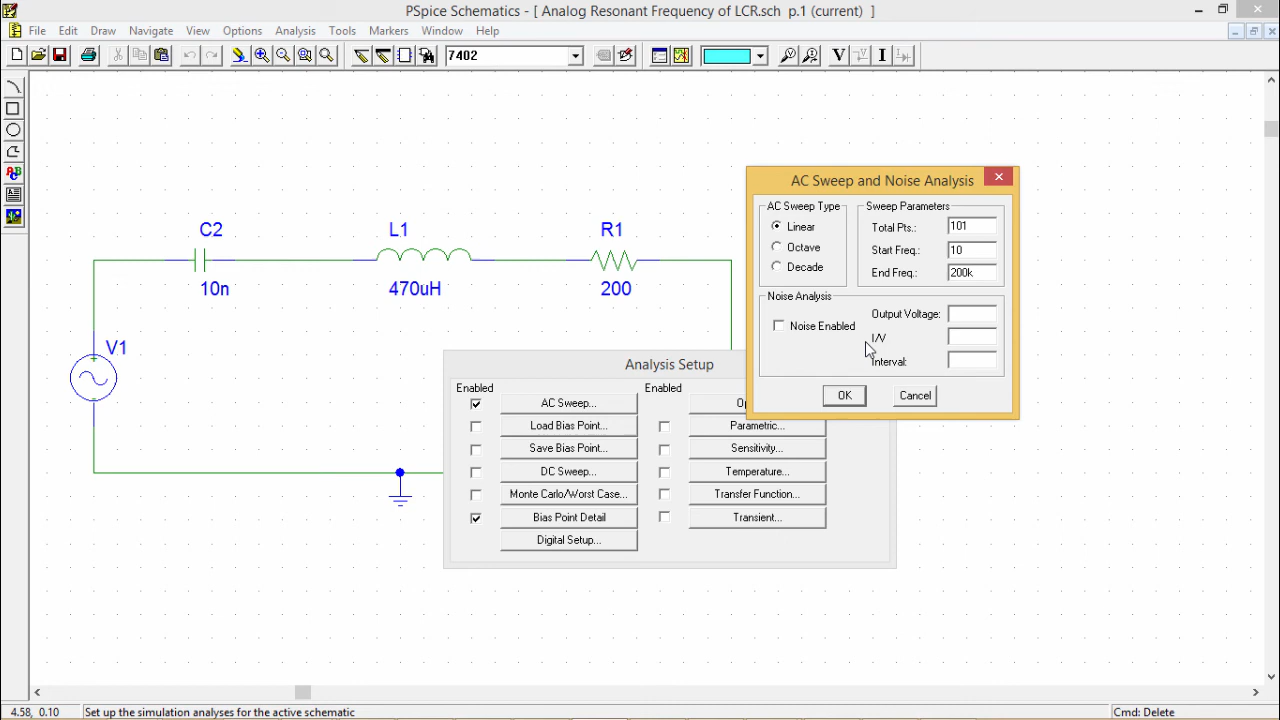 PSpice Schematics - [ Analog Resonant Frequency of LCR.sch p.1 (current) ]
File Edit Draw Navigate View Options Analysis Tools Markers Window Help
7402
V I
ABC
C2
10n
L1
470uH
R1
200
V1
AC Sweep and Noise Analysis
AC Sweep Type
Linear
Octave
Decade
Sweep Parameters
Total Pts.: 101
Start Freq.: 10
End Freq.: 200k
Noise Analysis
Noise Enabled
Output Voltage:
I/V
Interval:
OK Cancel
Analysis Setup
Enabled Enabled
AC Sweep... Op
Load Bias Point... Parametric...
Save Bias Point... Sensitivity...
DC Sweep... Temperature...
Monte Carlo/Worst Case... Transfer Function...
Bias Point Detail Transient...
Digital Setup...
4.58, 0.10 Set up the simulation analyses for the active schematic Cmd: Delete